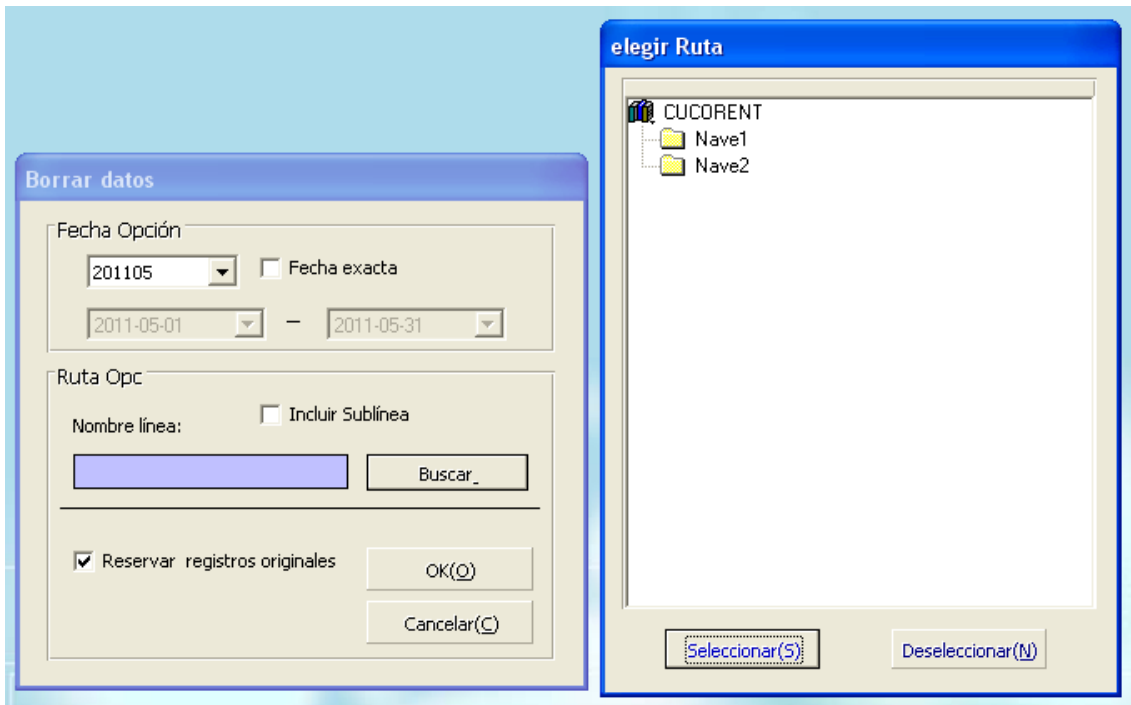 Borrar datos
Fecha Opción
201105
Fecha exacta
2011-05-01 – 2011-05-31
Ruta Opc
Incluir Sublínea
Nombre línea:
Buscar_
Reservar registros originales
OK(O)
Cancelar(C)
elegir Ruta
CUCORENT
Nave1
Nave2
Seleccionar(S)
Deseleccionar(N)